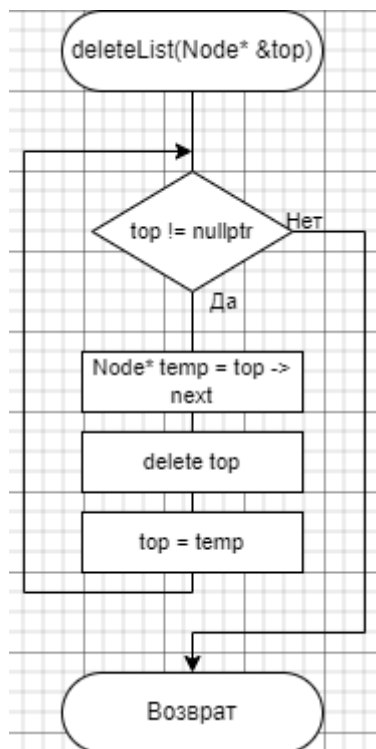 deleteList(Node* &top)
top != nullptr
Нет
Да
Node* temp = top ->
next
delete top
top = temp
Возврат